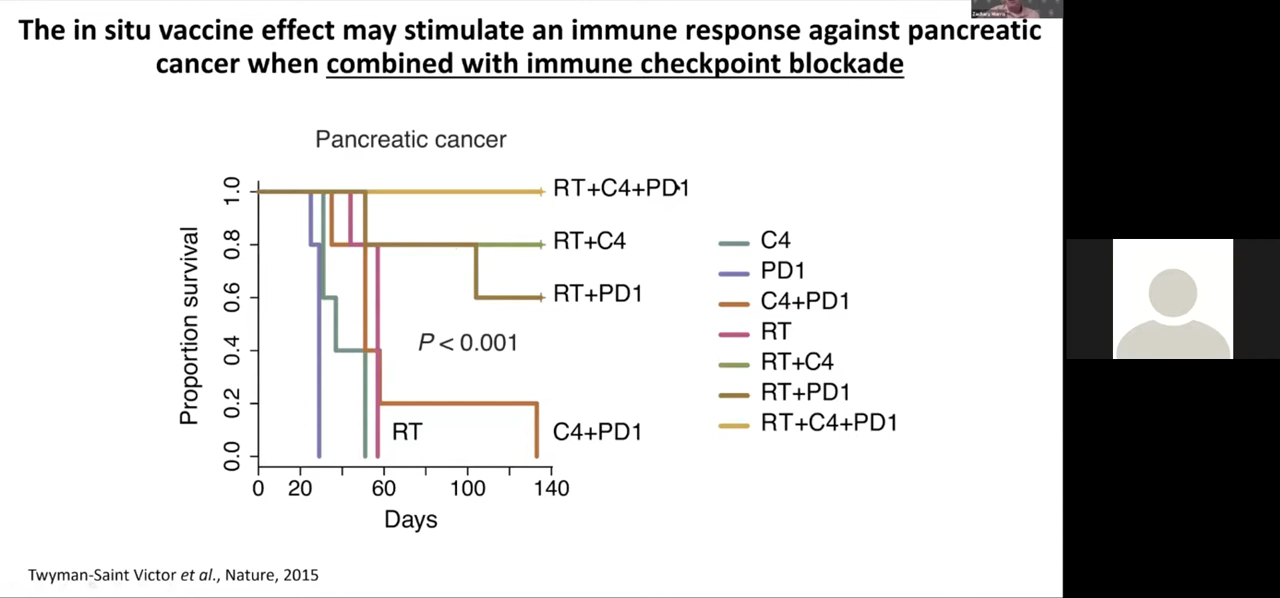 The in situ vaccine effect may stimulate an immune response against pancreatic
cancer when combined with immune checkpoint blockade
Pancreatic cancer
Proportion survival
1.0
0.8
0.6
0.4
0.2
0.0
RT+C4+PD1
RT+C4
RT+PD1
P < 0.001
RT
C4+PD1
0 20 60 100 140
Days
C4
PD1
C4+PD1
RT
RT+C4
RT+PD1
RT+C4+PD1
Twyman-Saint Victor et al., Nature, 2015